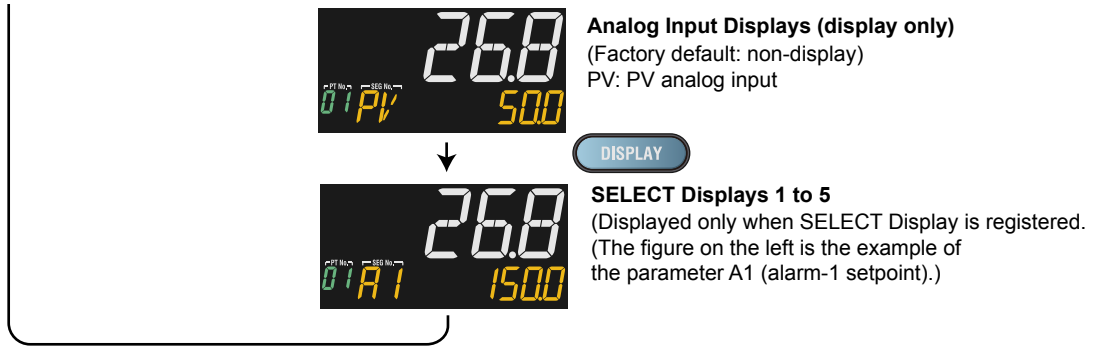 26.8
Analog Input Displays (display only)
(Factory default: non-display)
PV: PV analog input
PT No. SEG No.
01 PV 50.0
DISPLAY
26.8
SELECT Displays 1 to 5
(Displayed only when SELECT Display is registered.
(The figure on the left is the example of
the parameter A1 (alarm-1 setpoint).)
PT No. SEG No.
01 A1 150.0